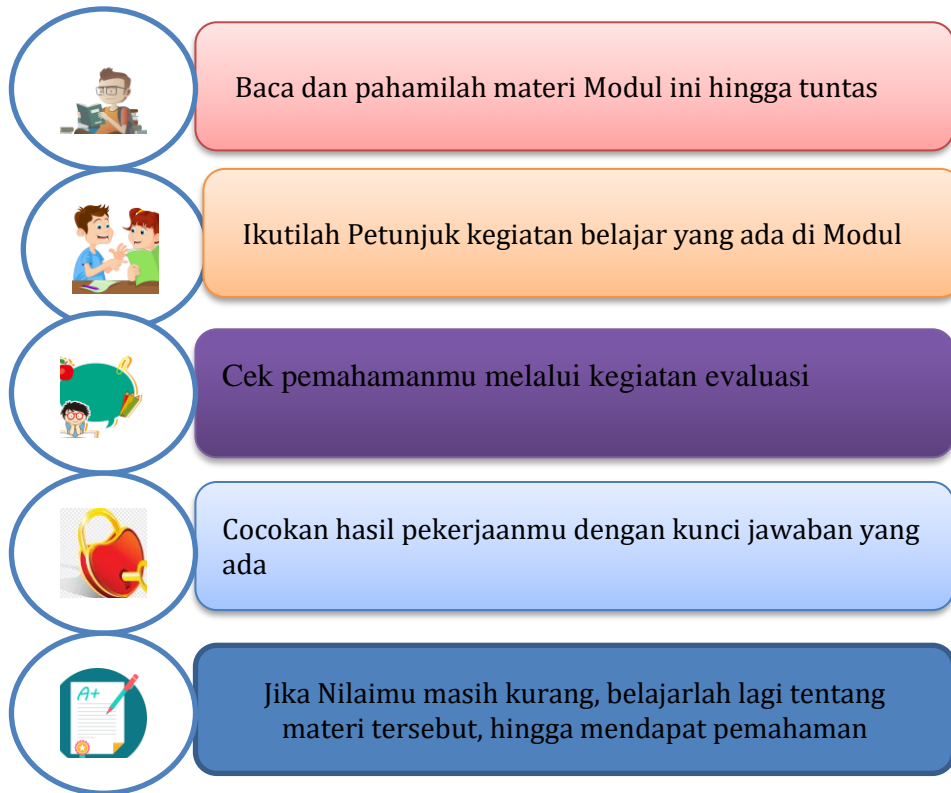 Baca dan pahamilah materi Modul ini hingga tuntas
Ikutilah Petunjuk kegiatan belajar yang ada di Modul
Cek pemahamanmu melalui kegiatan evaluasi
Cocokan hasil pekerjaanmu dengan kunci jawaban yang
ada
A+
Jika Nilaimu masih kurang, belajarlah lagi tentang
materi tersebut, hingga mendapat pemahaman